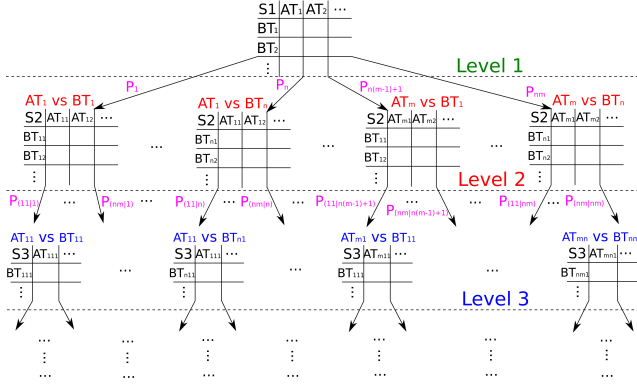 S1 AT₁ AT₂ ...
BT₁
BT₂
⋮
Level 1
P₁ Pₙ Pₙ₍ₘ₋₁₎₊₁ Pₙₘ
AT₁ vs BT₁ AT₁ vs BTₙ ATₘ vs BT₁ ATₘ vs BTₙ
S2 AT₁₁ AT₁₂ ... S2 AT₁₁ AT₁₂ ... S2 ATₘ₁ ATₘ₂ ... S2 ATₘ₁ ATₘ₂ ...
BT₁₁ BTₙ₁ BT₁₁ BTₙ₁
... ... ...
BT₁₂ BTₙ₂ BT₁₂ BTₙ₂
⋮ ⋮ ⋮ ⋮
Level 2
P₍₁₁|₁₎ ... P₍ₙₘ|₁₎ ... P₍₁₁|ₙ₎ ... P₍ₙₘ|ₙ₎ ... P₍₁₁|ₙ₍ₘ₋₁₎₊₁₎ ... P₍ₙₘ|ₙ₍ₘ₋₁₎₊₁₎ ... P₍₁₁|ₙₘ₎ ... P₍ₙₘ|ₙₘ₎
AT₁₁ vs BT₁₁ AT₁₁ vs BTₙ₁ ATₘ₁ vs BT₁₁ ATₘₙ vs BTₙₙ
S3 AT₁₁₁ ... S3 AT₁₁₁ ... S3 ATₘ₁₁ ... S3 ATₘₙ₁ ...
BT₁₁₁ ... BTₙ₁₁ ... BT₁₁₁ ... BTₙₘ₁
⋮ ⋮ ⋮ ⋮
Level 3
... ... ... ... ... ...
⋮ ⋮ ⋮ ⋮ ⋮ ⋮
... ... ... ... ... ...